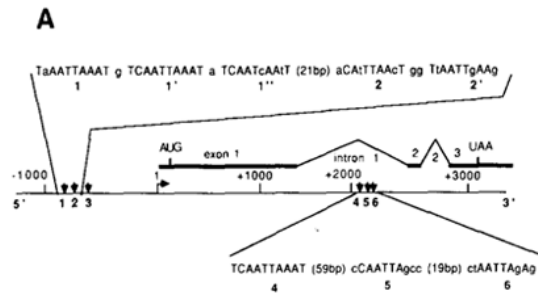 A
TaAATTAAAT g TCAATTAAAT a TCAATcAAtT (21bp) aCAtTTAAcT gg TtAATTgAAg
1 1' 1'' 2 2'
AUG exon 1 intron 1 2 2 3 UAA
-1000 1 +1000 +2000 +3000
5' 1 2 3 4 5 6 3'
TCAATTAAAT (59bp) cCAATTAgcc (19bp) ctAATTAgAg
4 5 6